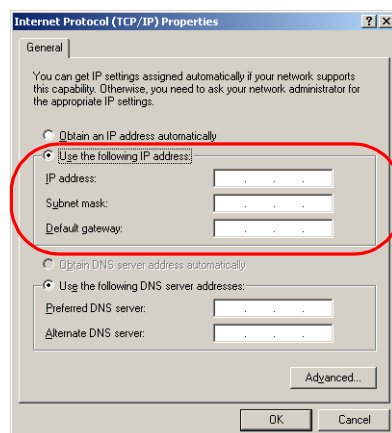 Internet Protocol (TCP/IP) Properties
General
You can get IP settings assigned automatically if your network supports
this capability. Otherwise, you need to ask your network administrator for
the appropriate IP settings.
Obtain an IP address automatically
Use the following IP address:
IP address:
Subnet mask:
Default gateway:
Obtain DNS server address automatically
Use the following DNS server addresses:
Preferred DNS server:
Alternate DNS server:
Advanced...
OK Cancel